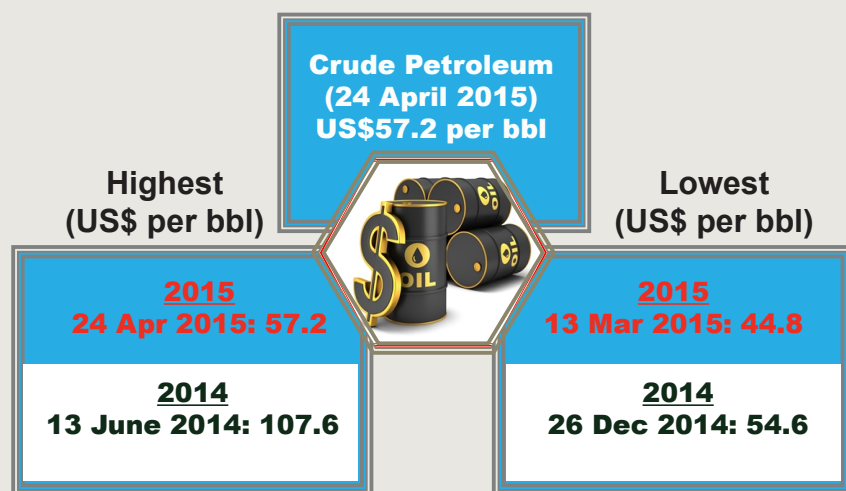 Crude Petroleum
(24 April 2015)
US$57.2 per bbl
Highest
(US$ per bbl)
Lowest
(US$ per bbl)
2015
24 Apr 2015: 57.2
2014
13 June 2014: 107.6
$
OIL
OIL
OIL
2015
13 Mar 2015: 44.8
2014
26 Dec 2014: 54.6